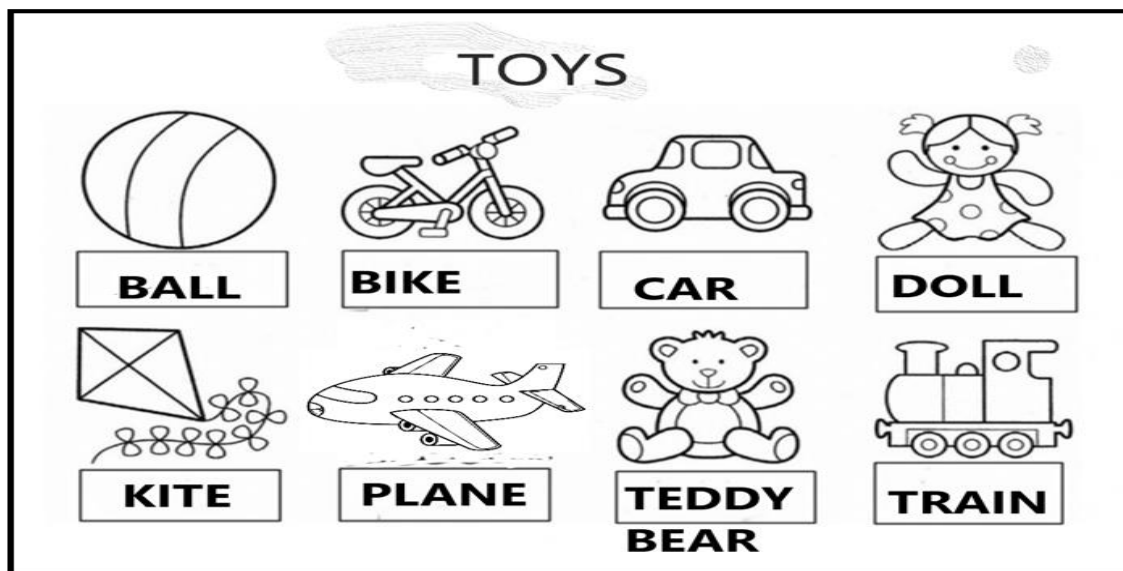 TOYS
BALL
BIKE
CAR
DOLL
KITE
PLANE
TEDDY
BEAR
TRAIN